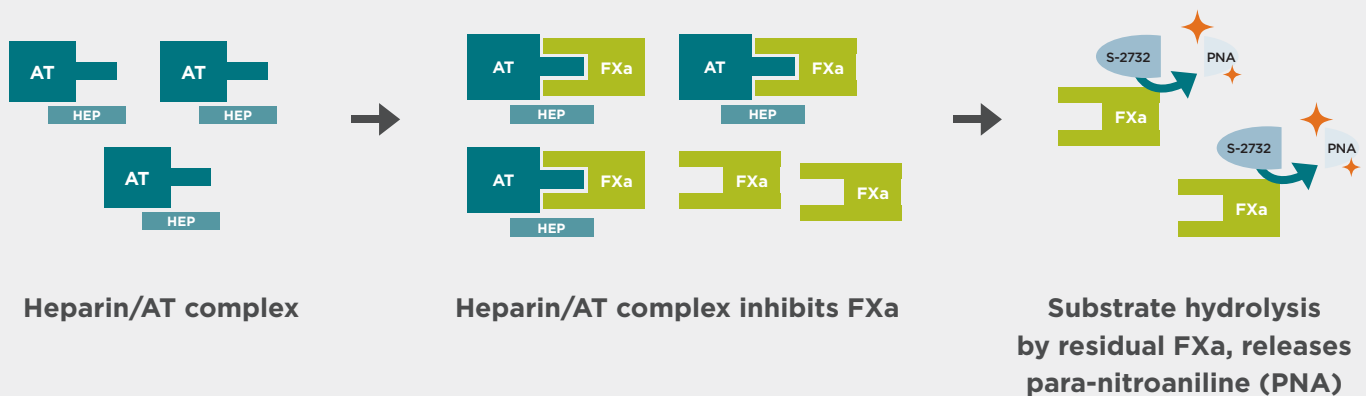 AT
HEP
AT
HEP
AT
HEP
AT
FXa
HEP
AT
FXa
HEP
AT
FXa
HEP
FXa
FXa
S-2732
PNA
FXa
S-2732
PNA
FXa
Heparin/AT complex
Heparin/AT complex inhibits FXa
Substrate hydrolysis
by residual FXa, releases
para-nitroaniline (PNA)